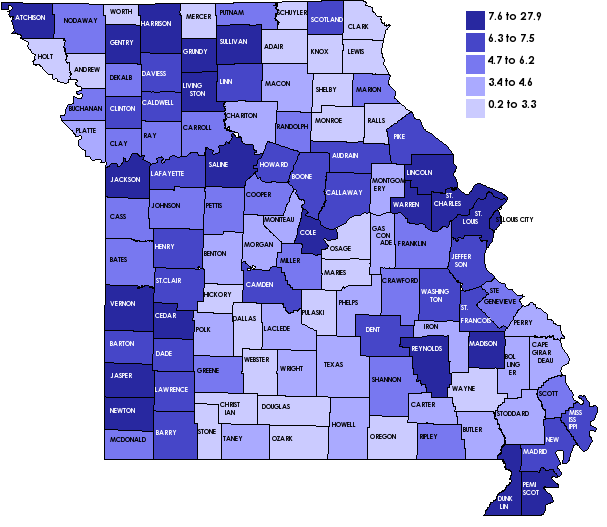 WORTH
MERCER
PUTNAM
SCHUYLER
SCOTLAND
CLARK
ATCHISON
NODAWAY
HARRISON
GENTRY
SULLIVAN
ADAIR
KNOX
LEWIS
HOLT
ANDREW
DEKALB
DAVIESS
GRUNDY
LIVING
STON
LINN
MACON
SHELBY
MARION
BUCHANAN
CLINTON
CALDWELL
CHARITON
RANDOLPH
MONROE
RALLS
PLATTE
CLAY
RAY
CARROLL
PIKE
AUDRAIN
JACKSON
LAFAYETTE
SALINE
HOWARD
BOONE
CALLAWAY
MONTGOM
ERY
LINCOLN
WARREN
ST.
CHARLES
ST.
LOUIS
ST. LOUIS CITY
CASS
JOHNSON
PETTIS
COOPER
MONITEAU
COLE
OSAGE
GAS
CON
ADE
FRANKLIN
JEFFER
SON
BATES
HENRY
BENTON
MORGAN
MILLER
MARIES
CRAWFORD
WASHING
TON
STE
GENEVIEVE
ST.
FRANCOIS
PERRY
ST.CLAIR
HICKORY
CAMDEN
PULASKI
PHELPS
VERNON
CEDAR
POLK
DALLAS
LACLEDE
DENT
IRON
REYNOLDS
MADISON
BOL
LING
ER
CAPE
GIRAR
DEAU
BARTON
DADE
GREENE
WEBSTER
WRIGHT
TEXAS
SHANNON
WAYNE
SCOTT
JASPER
LAWRENCE
CHRIST
IAN
DOUGLAS
HOWELL
CARTER
STODDARD
MISS
ISS
IPPI
NEWTON
MCDONALD
BARRY
STONE
TANEY
OZARK
OREGON
RIPLEY
BUTLER
NEW
MADRID
DUNK
LIN
PEMI
SCOT
7.6 to 27.9
6.3 to 7.5
4.7 to 6.2
3.4 to 4.6
0.2 to 3.3